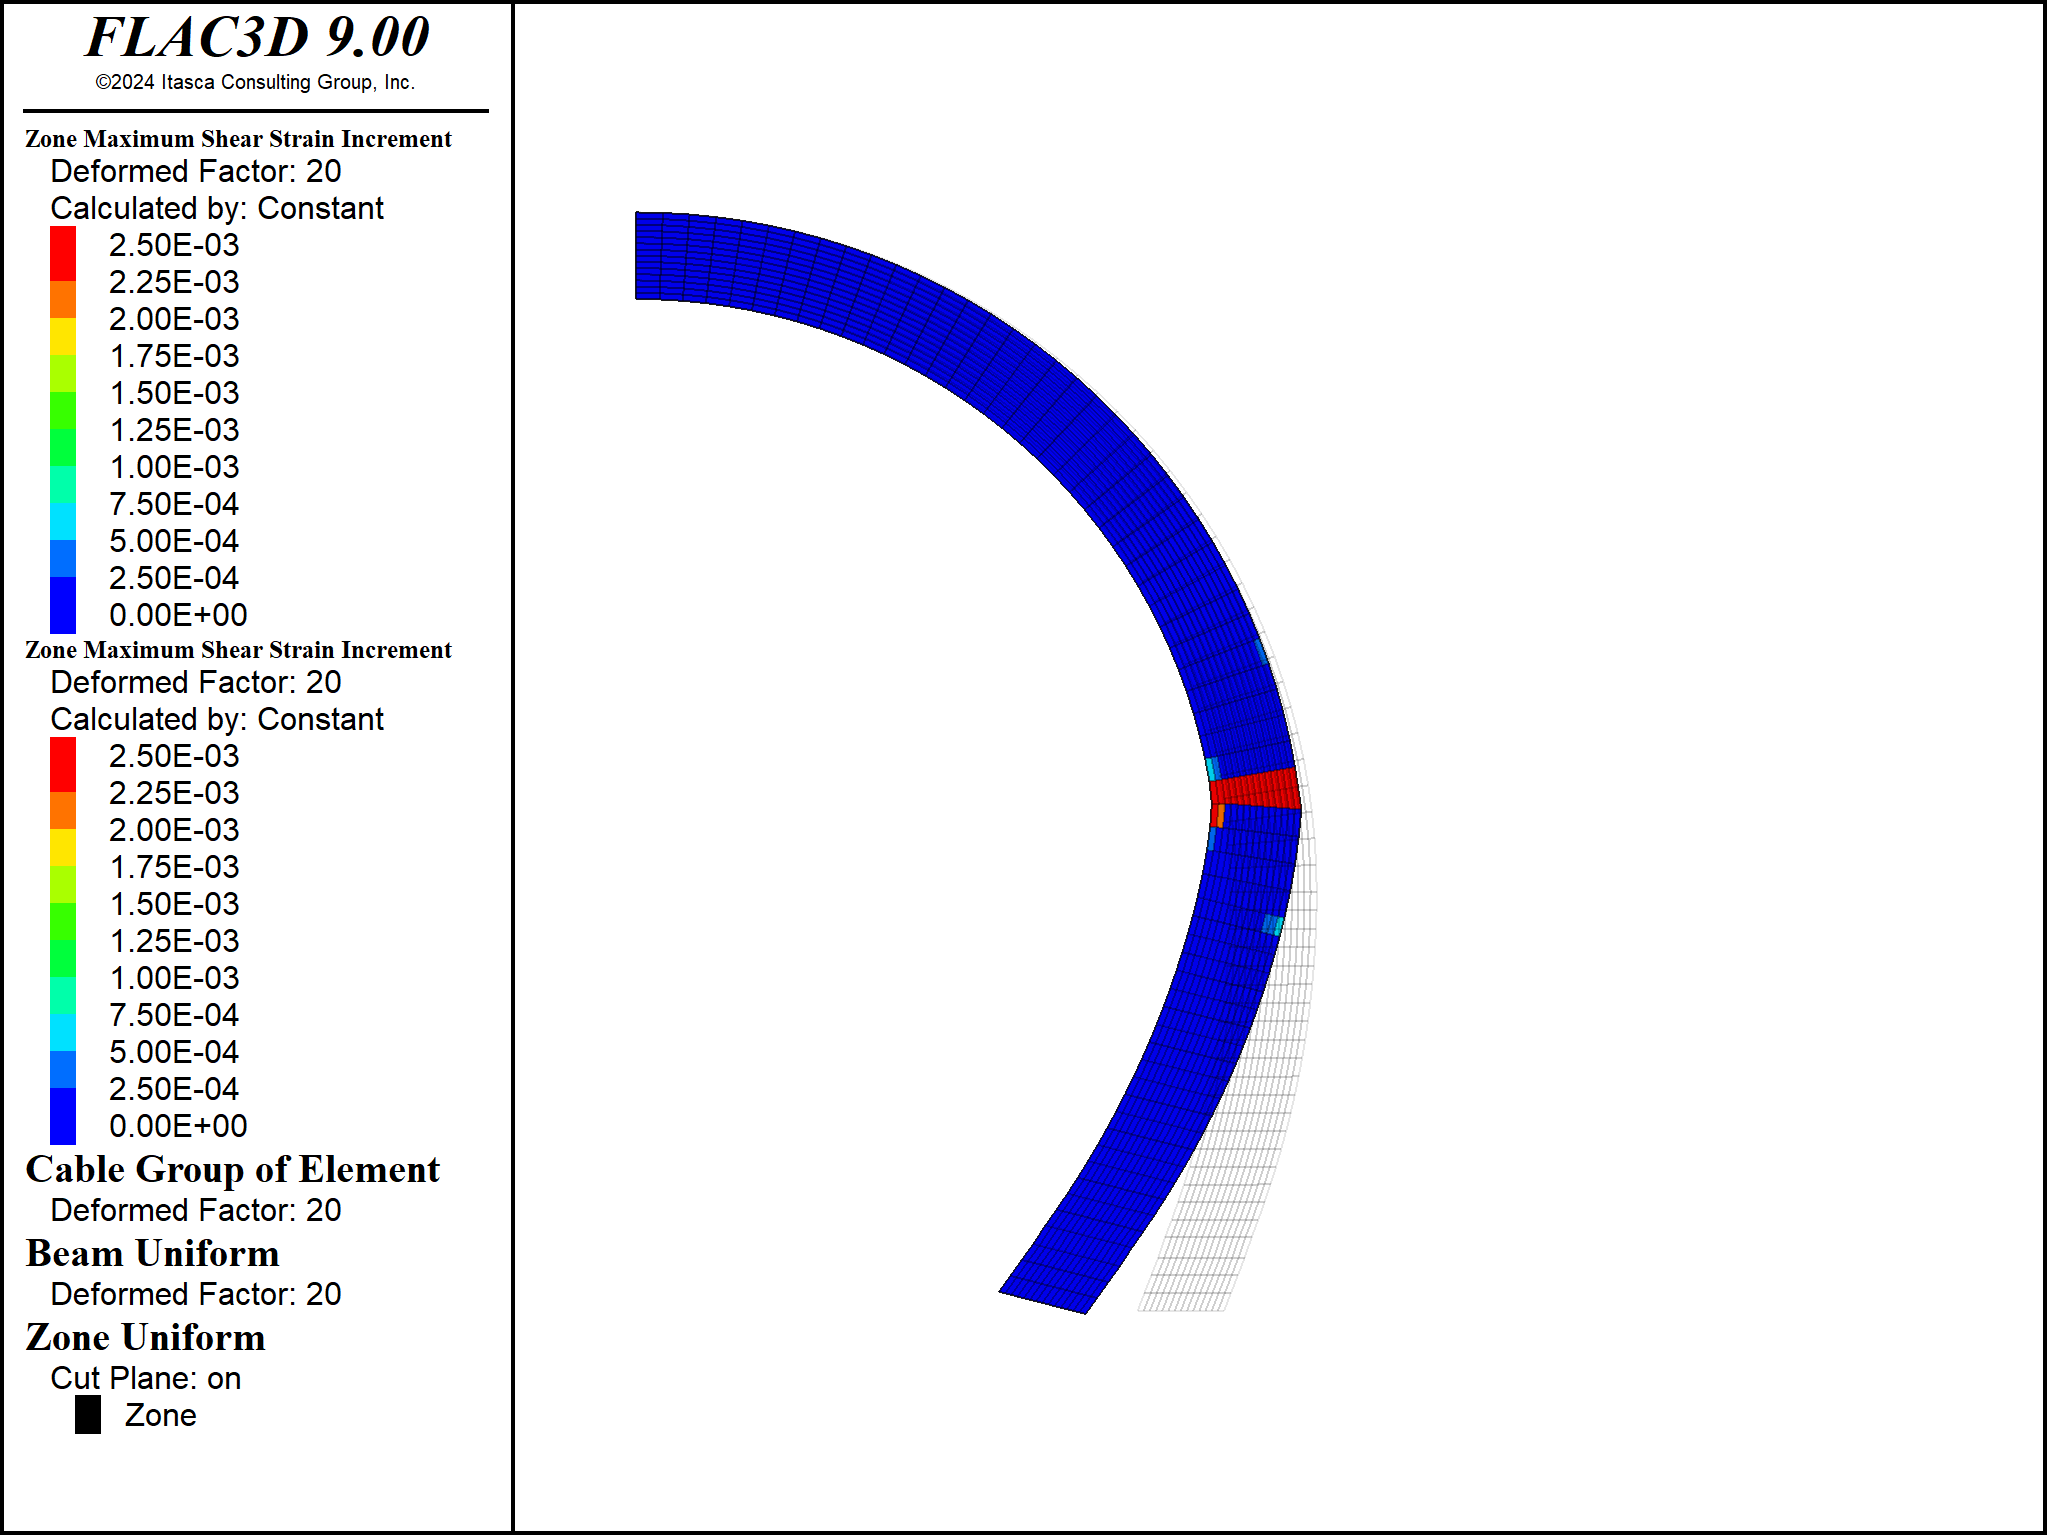 FLAC3D 9.00
©2024 Itasca Consulting Group, Inc.
Zone Maximum Shear Strain Increment
Deformed Factor: 20
Calculated by: Constant
2.50E-03
2.25E-03
2.00E-03
1.75E-03
1.50E-03
1.25E-03
1.00E-03
7.50E-04
5.00E-04
2.50E-04
0.00E+00
Zone Maximum Shear Strain Increment
Deformed Factor: 20
Calculated by: Constant
2.50E-03
2.25E-03
2.00E-03
1.75E-03
1.50E-03
1.25E-03
1.00E-03
7.50E-04
5.00E-04
2.50E-04
0.00E+00
Cable Group of Element
Deformed Factor: 20
Beam Uniform
Deformed Factor: 20
Zone Uniform
Cut Plane: on
Zone